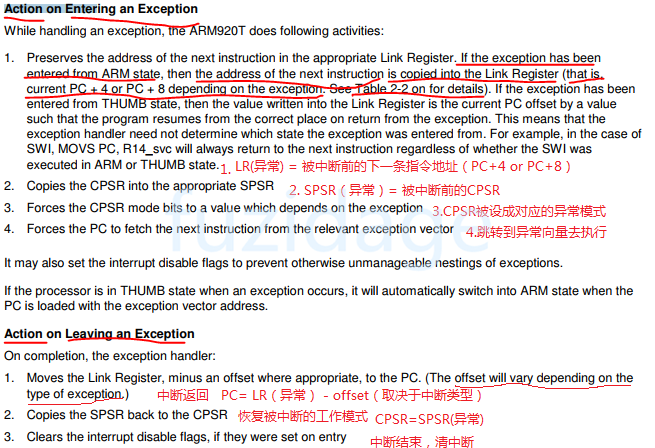 Action on Entering an Exception
While handling an exception, the ARM920T does following activities:
1. Preserves the address of the next instruction in the appropriate Link Register. If the exception has been
entered from ARM state, then the address of the next instruction is copied into the Link Register (that is,
current PC + 4 or PC + 8 depending on the exception. See Table 2-2 on for details). If the exception has been
entered from THUMB state, then the value written into the Link Register is the current PC offset by a value
such that the program resumes from the correct place on return from the exception. This means that the
exception handler need not determine which state the exception was entered from. For example, in the case of
SWI, MOVS PC, R14_svc will always return to the next instruction regardless of whether the SWI was
executed in ARM or THUMB state. 1. LR(异常) = 被中断前的下一条指令地址（PC+4 or PC+8）
2. Copies the CPSR into the appropriate SPSR 2. SPSR（异常）= 被中断前的CPSR
3. Forces the CPSR mode bits to a value which depends on the exception 3.CPSR被设成对应的异常模式
4. Forces the PC to fetch the next instruction from the relevant exception vector 4.跳转到异常向量去执行
fuzidage
It may also set the interrupt disable flags to prevent otherwise unmanageable nestings of exceptions.
If the processor is in THUMB state when an exception occurs, it will automatically switch into ARM state when the
PC is loaded with the exception vector address.
Action on Leaving an Exception
On completion, the exception handler:
1. Moves the Link Register, minus an offset where appropriate, to the PC. (The offset will vary depending on the
type of exception.) 中断返回 PC= LR（异常） - offset（取决于中断类型）
2. Copies the SPSR back to the CPSR 恢复被中断的工作模式 CPSR=SPSR(异常)
3. Clears the interrupt disable flags, if they were set on entry 中断结束，清中断